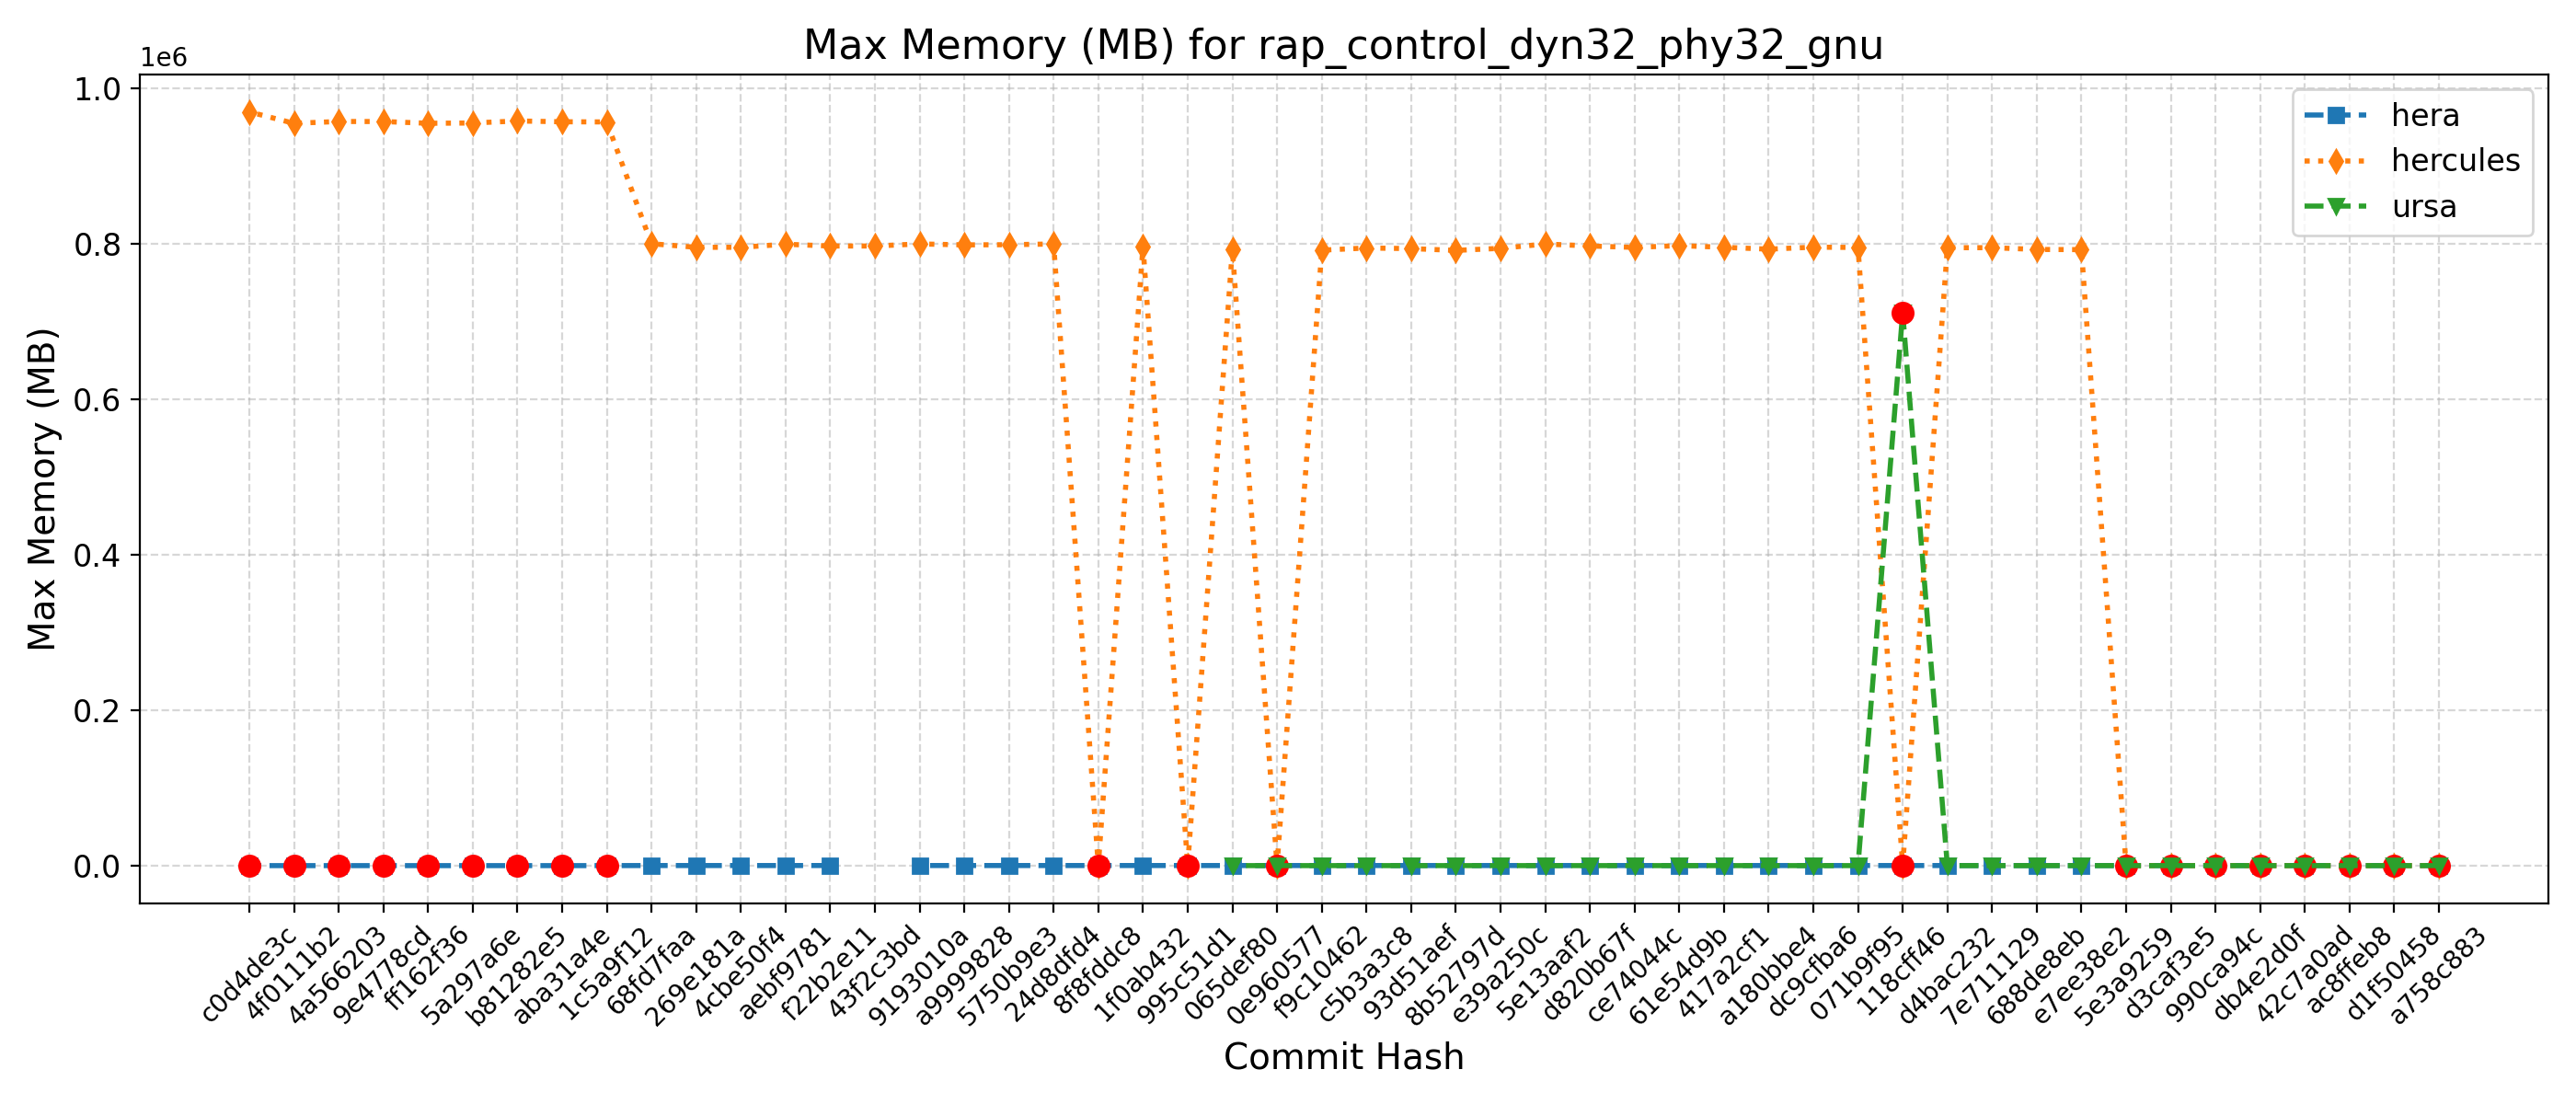 Max Memory (MB) for rap_control_dyn32_phy32_gnu
1e6
1.0
0.8
0.6
0.4
0.2
0.0
Max Memory (MB)
hera
hercules
ursa
c0d4de3c
4f0111b2
4a566203
9e4778cd
ff162f36
5a297a6e
b81282e5
aba31a4e
1c5a9f12
68fd7faa
269e181a
4cbe50f4
aebf9781
f22b2e11
43f2c3bd
9193010a
a9999828
5750b9e3
24d8dfd4
8f8fddc8
1f0ab432
995c51d1
065def80
0e960577
f9c10462
c5b3a3c8
93d51aef
8b52797d
e39a250c
5e13aaf2
d820b67f
ce74044c
61e54d9b
417a2cf1
a180bbe4
dc9cfba6
071b9f95
118cff46
d4bac232
7e711129
688de8eb
e7ee38e2
5e3a9259
d3caf3e5
990ca94c
db4e2d0f
42c7a0ad
ac8ffeb8
d1f50458
a758c883
Commit Hash